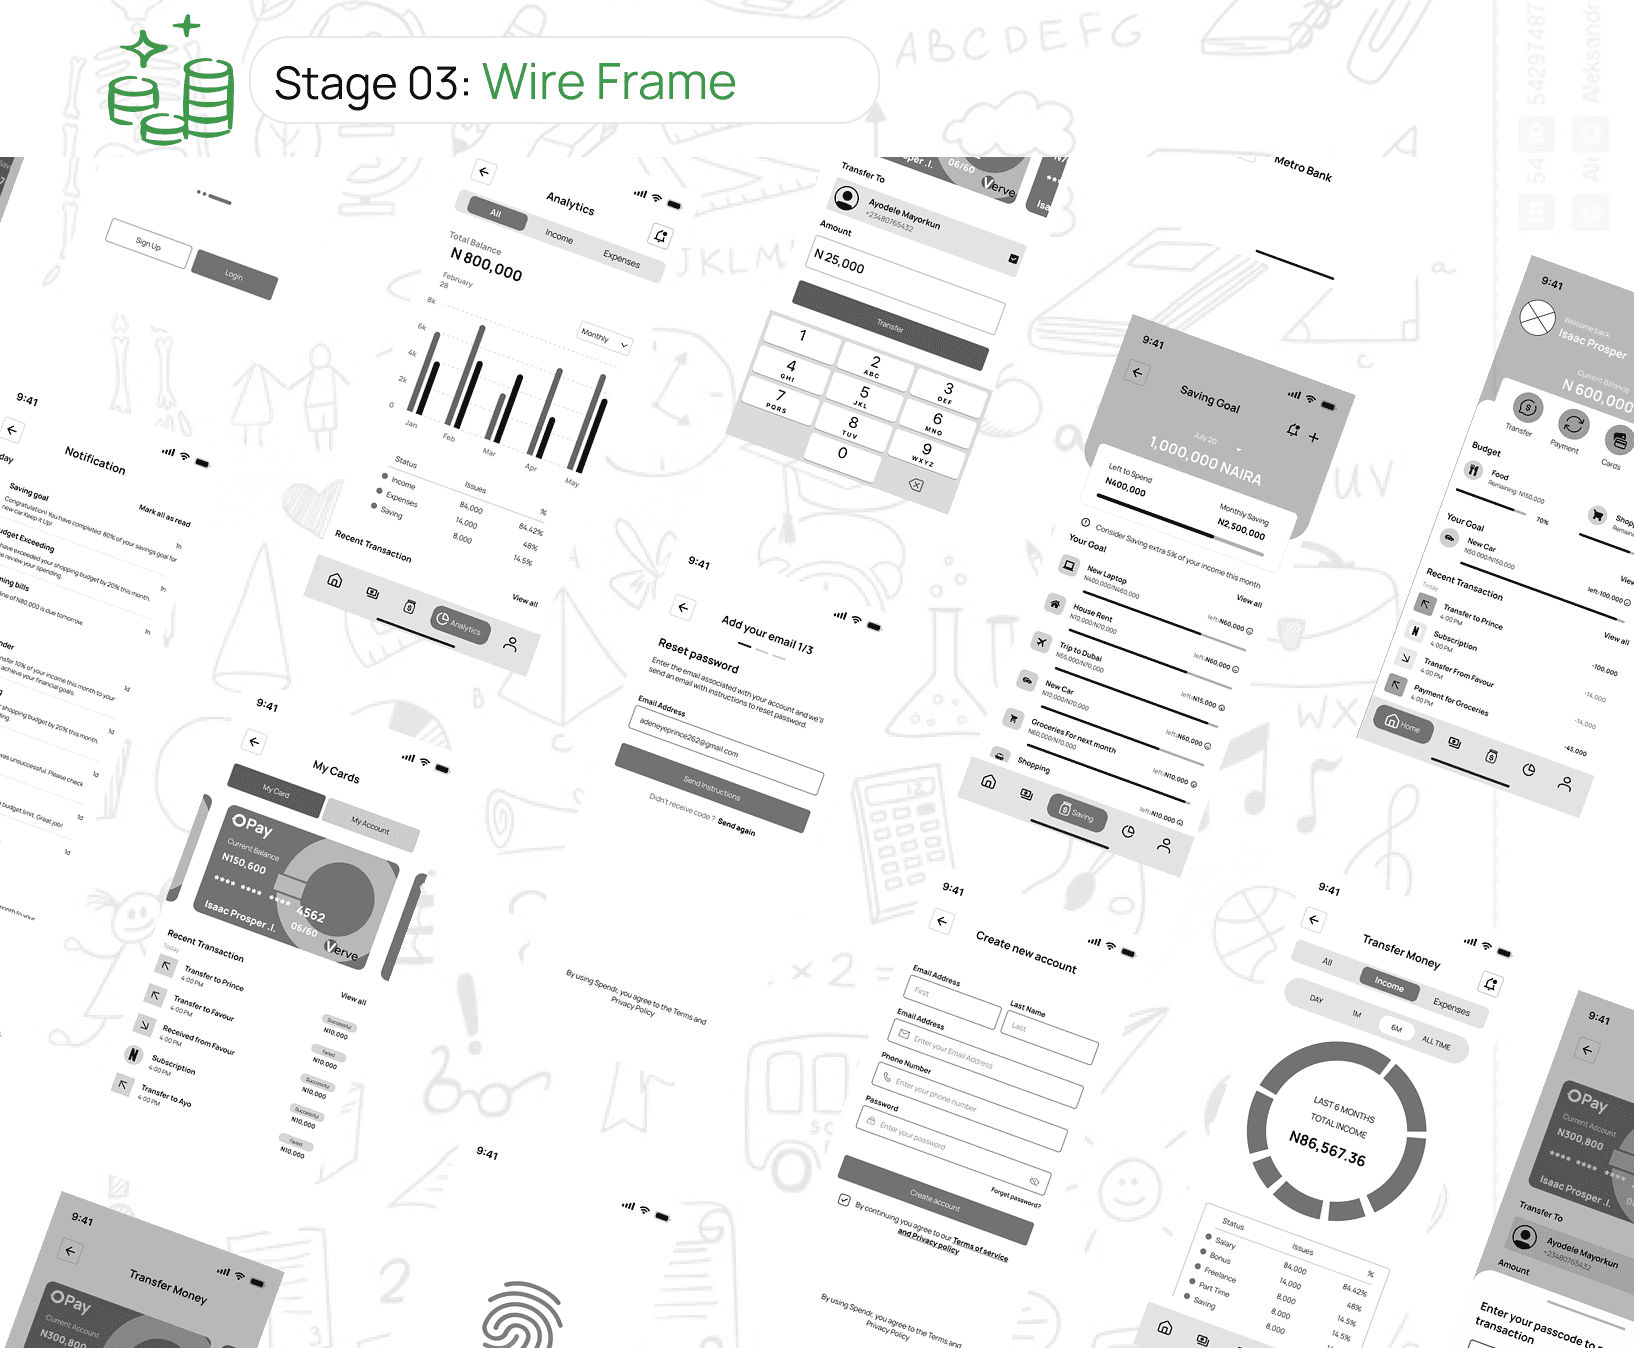 Stage 03: Wire Frame
Sign Up
Login
Analytics
All
Income
Expenses
Total Balance
N 800,000
February
28
Monthly
8k
6k
4k
2k
0
Jan
Feb
Mar
Apr
May
Status
Issues
%
Income
84,000
84.42%
Expenses
14,000
48%
Saving
8,000
14.5%
Recent Transaction
View all
Analytics
Transfer To
Ayodele Mayorkun
+23480765432
Amount
N 25,000
Transfer
1
2
ABC
3
DEF
4
GHI
5
JKL
6
MNO
7
PQRS
8
TUV
9
WXYZ
0
06/60
Verve
Metro Bank
9:41
Saving Goal
July 20
1,000,000 NAIRA
Left to Spend
N400,000
Monthly Saving
N2,500,000
Consider Saving extra 5% of your income this month
Your Goal
View all
New Laptop
N400,000/N460,000
left:N60,000
House Rent
N10,000/N70,000
left:N60,000
Trip to Dubai
N55,000/N70,000
left:N15,000
New Car
N10,000/N70,000
left:N60,000
Groceries For next month
N60,000/N70,000
left:N10,000
Shopping
left:N10,000
Saving
9:41
Welcome back
Isaac Prosper
Current Balance
N 600,000
Transfer
Payment
Cards
Budget
Food
Remaining: N150,000
70%
Your Goal
New Car
N50,000/N150,000
left:100,000
Recent Transaction
View all
Today
Transfer to Prince
4:00 PM
-100,000
Subscription
4:00 PM
-14,000
Transfer From Favour
4:00 PM
-14,000
Payment for Groceries
4:00 PM
-45,000
Home
9:41
Notification
Mark all as read
Saving goal
Congratulation! You have completed 80% of your savings goal for
new car Keep it Up!
1h
Exceeding
have exceeded your shopping budget by 20% this month.
review your spending.
1h
bills
of N80,000 is due tomorrow.
1h
10% of your income this month to your
achieve your financial goals.
1d
shopping budget by 20% this month,
1d
was unsuccessful. Please check
1d
budget limit. Great job!
1d
9:41
Add your email 1/3
Reset password
Enter the email associated with your account and we'll
send an email with instructions to reset password.
Email Address
adeneyeprince262@gmail.com
Send Instructions
Didn't receive code? Send again
By using Spendr, you agree to the Terms and
Privacy Policy
9:41
My Cards
My Card
My Account
OPay
Current Balance
N150,600
**** **** **** 4562
Isaac Prosper .I.
06/60
Verve
Recent Transaction
Today
View all
Transfer to Prince
4:00 PM
Successful
N10,000
Transfer to Favour
4:00 PM
Failed
N10,000
Received from Favour
4:00 PM
Successful
N10,000
Subscription
4:00 PM
Successful
N10,000
Transfer to Ayo
4:00 PM
Failed
N10,000
9:41
Create new account
Email Address
First
Last Name
Last
Email Address
Enter your Email Address
Phone Number
Enter your phone number
Password
Enter your password
Forget password?
Create account
By continuing you agree to our Terms of service
and Privacy policy
By using Spendr, you agree to the Terms and
Privacy Policy
9:41
Transfer Money
All
Income
Expenses
DAY
1M
6M
ALL TIME
LAST 6 MONTHS
TOTAL INCOME
N86,567.36
Status
Issues
%
Salary
84,000
84.42%
Bonus
14,000
48%
Freelance
8,000
14.5%
Part Time
8,000
14.5%
Saving
8,000
9:41
OPay
Current Account
N300,800
**** ****
Isaac Prosper .I.
Transfer To
Ayodele Mayorkun
+23480765432
Amount
Enter your passcode to
transaction
9:41
Transfer Money
OPay
Current Account
N300,800
9:41
A B C D E F G
JKLM
UV
WX
× 2 =
2
54297487
Aleksandr
54